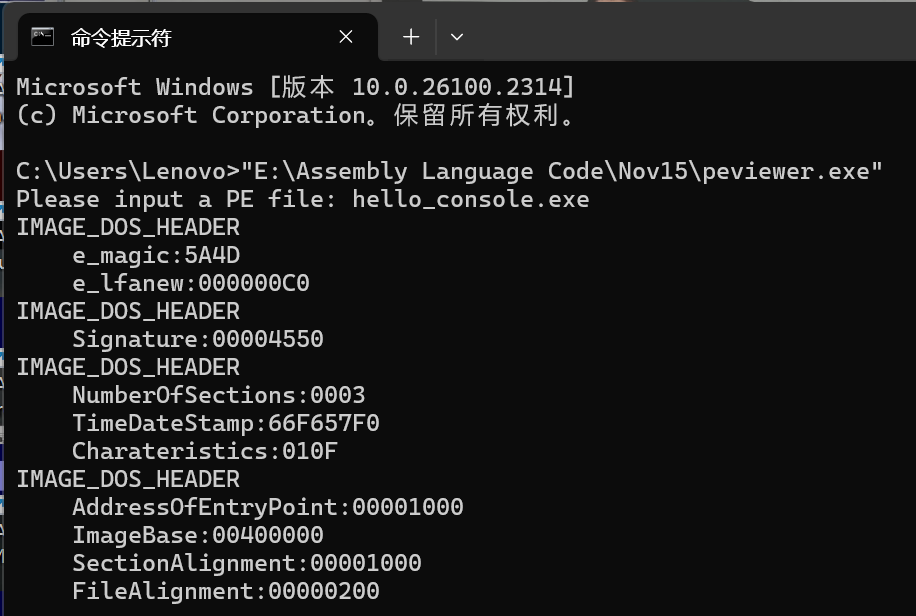 命令提示符
Microsoft Windows [版本 10.0.26100.2314]
(c) Microsoft Corporation。保留所有权利。
C:\Users\Lenovo>"E:\Assembly Language Code\Nov15\peviewer.exe"
Please input a PE file: hello_console.exe
IMAGE_DOS_HEADER
    e_magic:5A4D
    e_lfanew:000000C0
IMAGE_DOS_HEADER
    Signature:00004550
IMAGE_DOS_HEADER
    NumberOfSections:0003
    TimeDateStamp:66F657F0
    Charateristics:010F
IMAGE_DOS_HEADER
    AddressOfEntryPoint:00001000
    ImageBase:00400000
    SectionAlignment:00001000
    FileAlignment:00000200